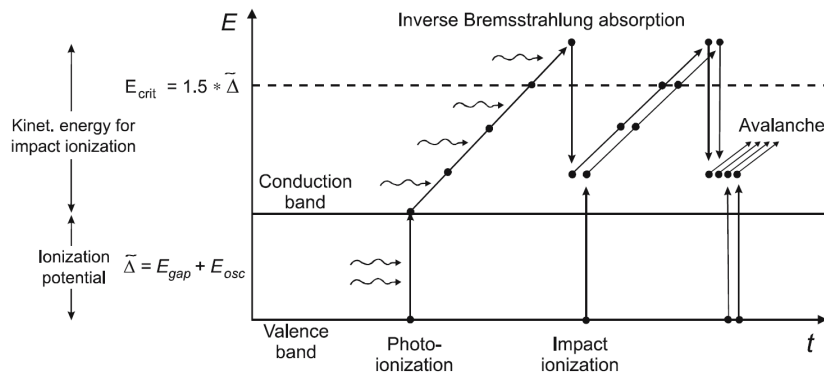 E
Inverse Bremsstrahlung absorption
E_crit = 1.5 * Δ̃
Kinet. energy for
impact ionization
Avalanche
Conduction
band
Ionization
potential
Δ̃ = E_gap + E_osc
Valence
band
Photo-
ionization
Impact
ionization
t